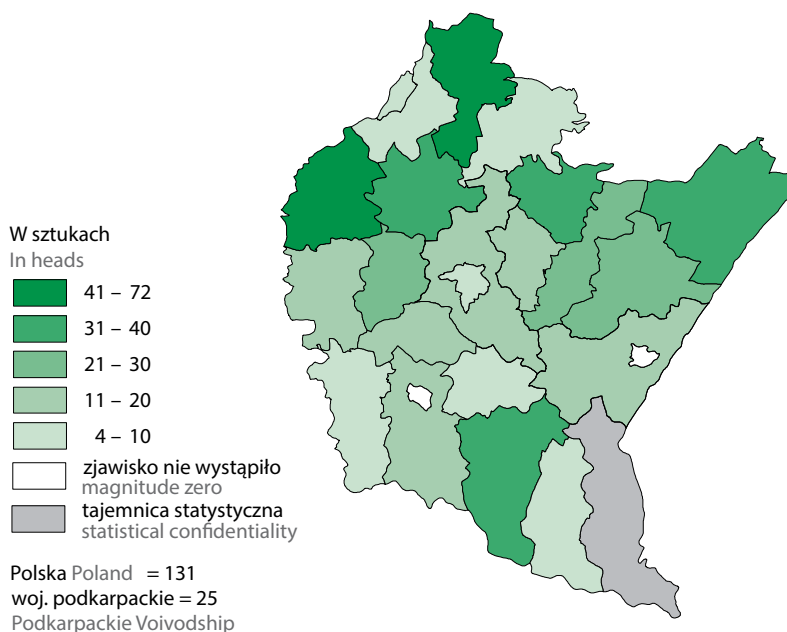 W sztukach
In heads
41 – 72
31 – 40
21 – 30
11 – 20
4 – 10
zjawisko nie wystąpiło
magnitude zero
tajemnica statystyczna
statistical confidentiality
Polska Poland = 131
woj. podkarpackie = 25
Podkarpackie Voivodship